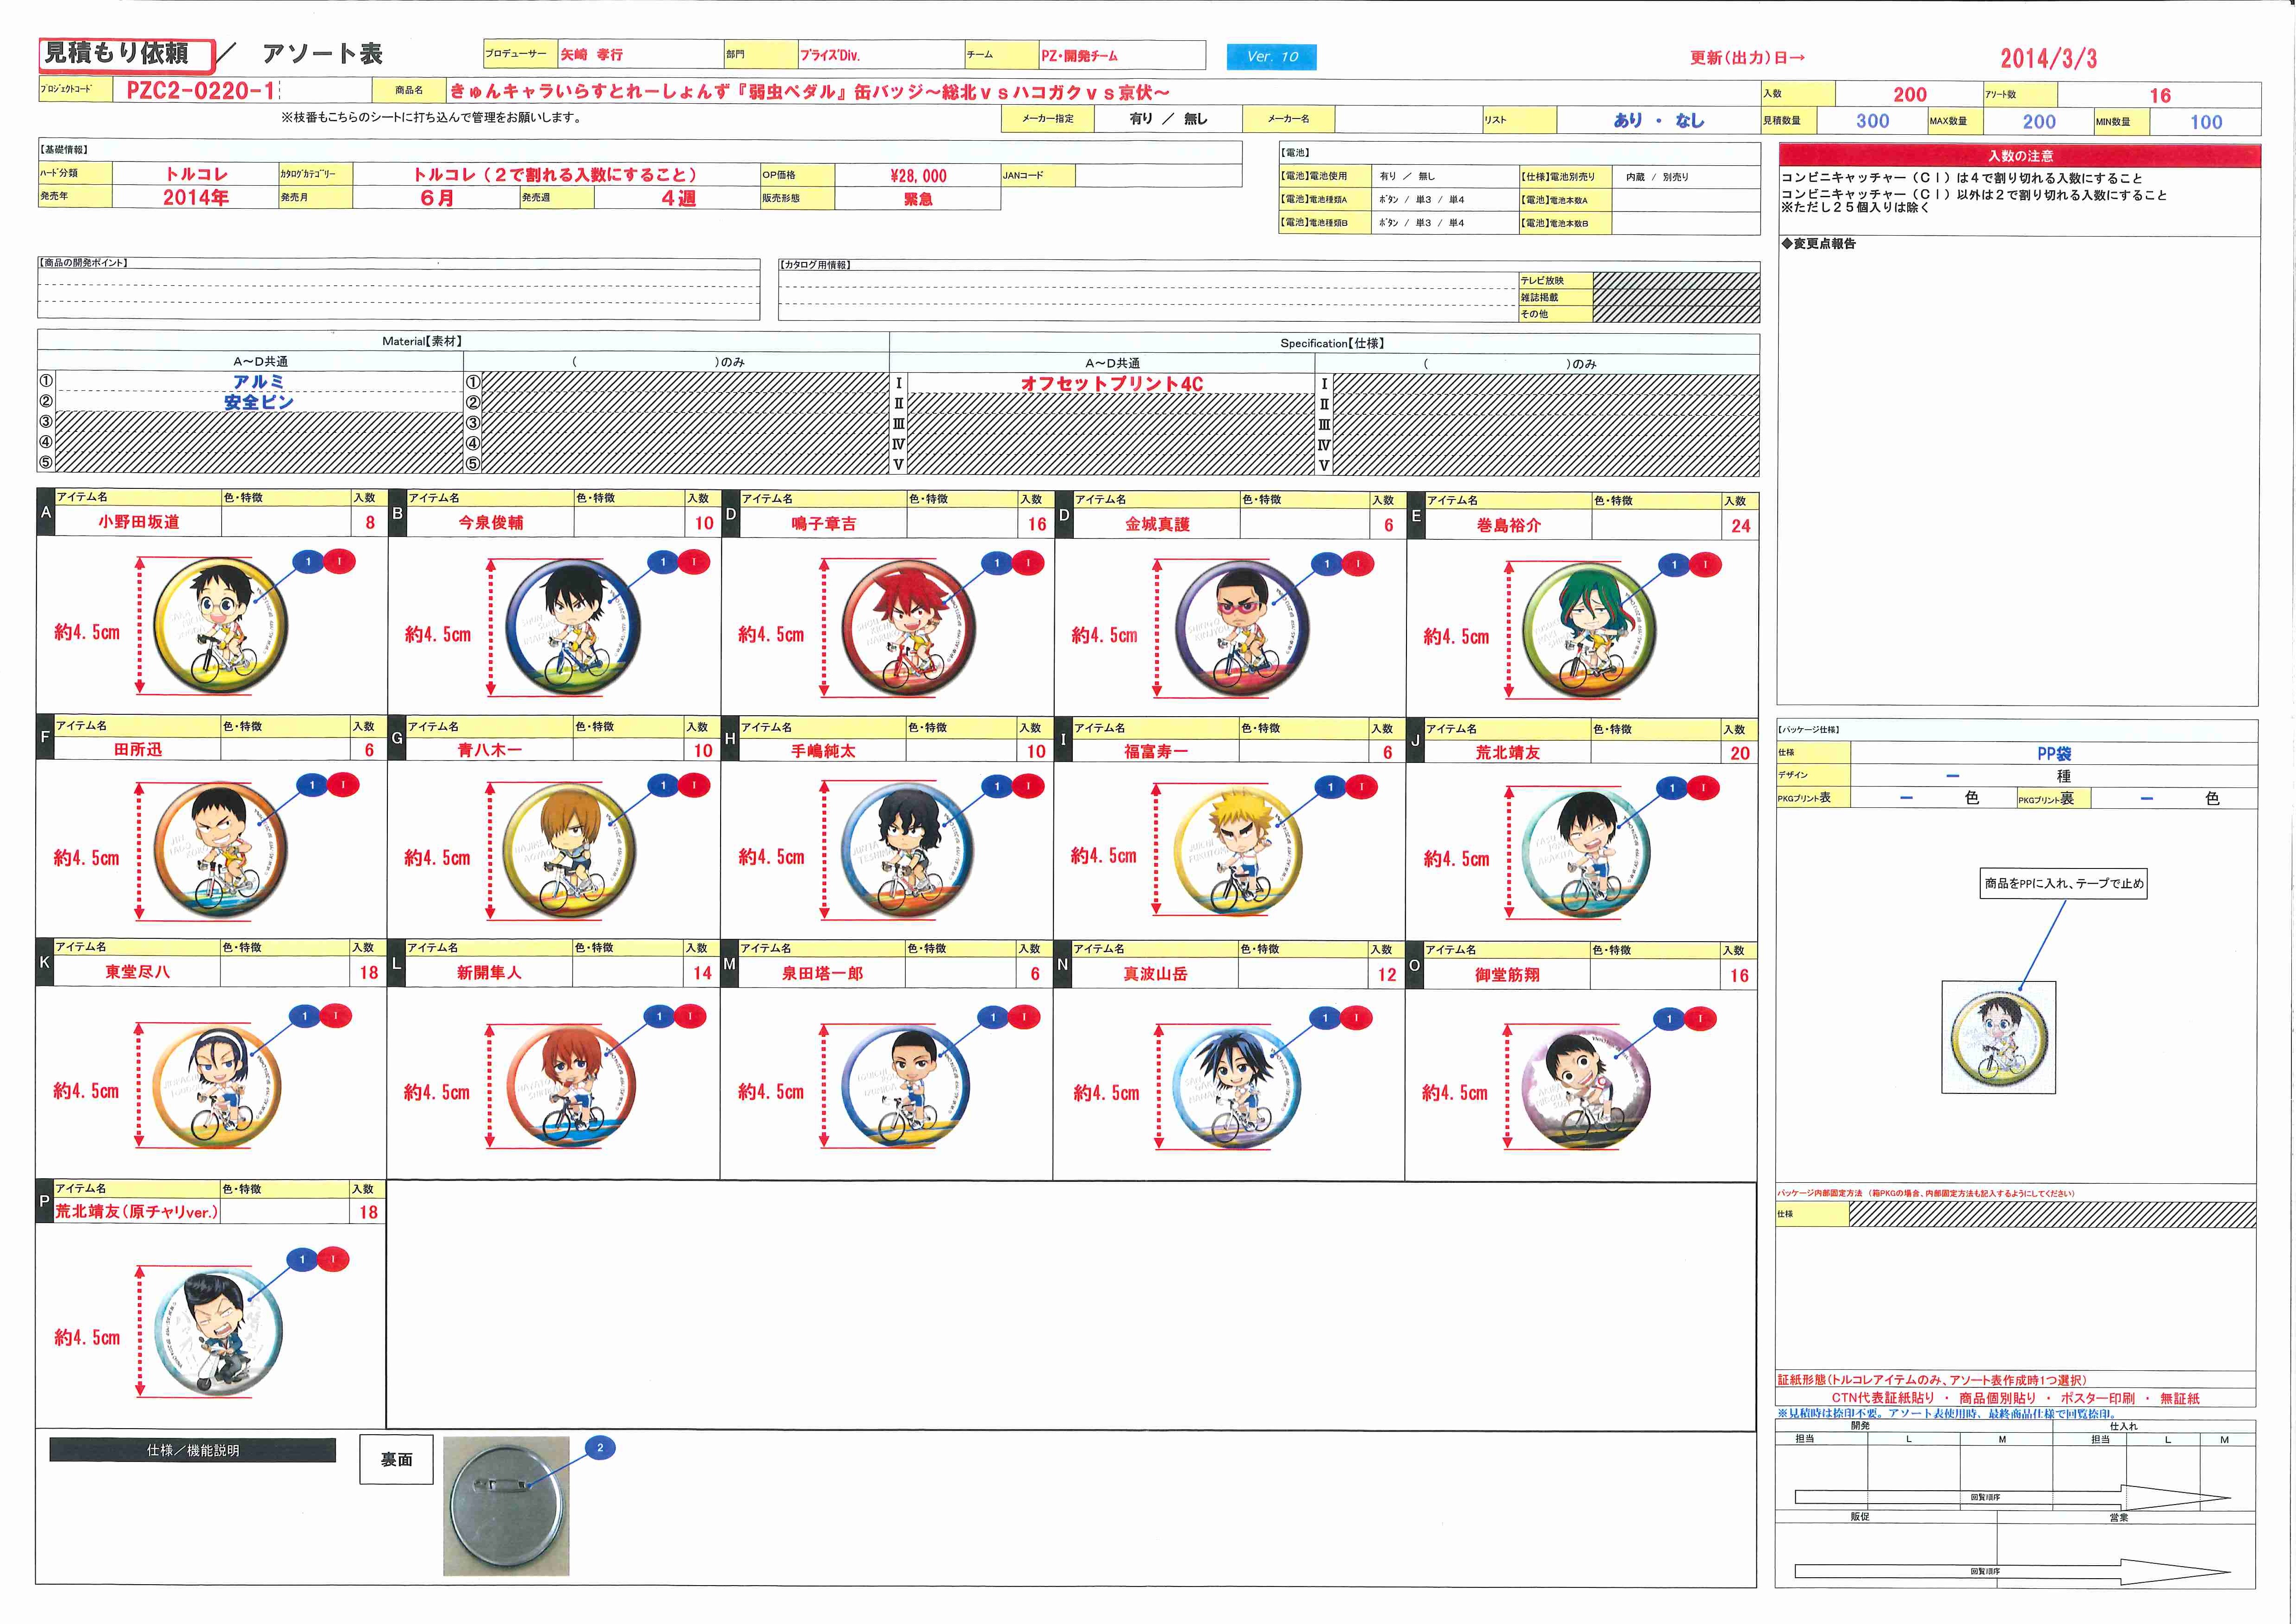 見積もり依頼 ／ アソート表
プロデューサー 矢崎 孝行 部門 プライズDiv. チーム PZ・開発チーム Ver. 10 更新(出力)日→ 2014/3/3
プロジェクトコード PZC2-0220-1 商品名 きゅんキャラいらすとれーしょんず『弱虫ペダル』缶バッジ～総北ｖｓハコガクｖｓ京伏～ 入数 200 アソート数 16
※枝番もこちらのシートに打ち込んで管理をお願いします。 メーカー指定 有り ／ 無し メーカー名 リスト あり ・ なし 見積数量 300 MAX数量 200 MIN数量 100
【基礎情報】 【電池】 入数の注意
ハード分類 トルコレ カタログカテゴリー トルコレ（２で割れる入数にすること） OP価格 ¥28,000 JANコード
発売年 2014年 発売月 ６月 発売週 ４週 販売形態 緊急
【電池】電池使用 有り ／ 無し 【仕様】電池別売り 内蔵 / 別売り
【電池】電池種類A ボタン / 単3 / 単4 【電池】電池本数A
【電池】電池種類B ボタン / 単3 / 単4 【電池】電池本数B
コンビニキャッチャー（ＣＩ）は４で割り切れる入数にすること
コンビニキャッチャー（ＣＩ）以外は２で割り切れる入数にすること
※ただし２５個入りは除く
◆変更点報告
【商品の開発ポイント】 【カタログ用情報】
テレビ放映
雑誌掲載
その他
Material【素材】 Specification【仕様】
A～D共通 ( )のみ A～D共通 ( )のみ
① アルミ ① Ⅰ オフセットプリント4C Ⅰ
② 安全ピン ② Ⅱ Ⅱ
③ ③ Ⅲ Ⅲ
④ ④ Ⅳ Ⅳ
⑤ ⑤ Ⅴ Ⅴ
A アイテム名 色・特徴 入数 B アイテム名 色・特徴 入数 D アイテム名 色・特徴 入数 D アイテム名 色・特徴 入数 E アイテム名 色・特徴 入数
小野田坂道 8 今泉俊輔 10 鳴子章吉 16 金城真護 6 巻島裕介 24
1 I 1 I 1 I 1 I 1 I
約4. 5cm 約4. 5cm 約4. 5cm 約4. 5cm 約4. 5cm
F アイテム名 色・特徴 入数 G アイテム名 色・特徴 入数 H アイテム名 色・特徴 入数 I アイテム名 色・特徴 入数 J アイテム名 色・特徴 入数
田所迅 6 青八木一 10 手嶋純太 10 福富寿一 6 荒北靖友 20
1 I 1 I 1 I 1 I 1 I
約4. 5cm 約4. 5cm 約4. 5cm 約4. 5cm 約4. 5cm
K アイテム名 色・特徴 入数 L アイテム名 色・特徴 入数 M アイテム名 色・特徴 入数 N アイテム名 色・特徴 入数 O アイテム名 色・特徴 入数
東堂尽八 18 新開隼人 14 泉田塔一郎 6 真波山岳 12 御堂筋翔 16
1 I 1 I 1 I 1 I 1 I
約4. 5cm 約4. 5cm 約4. 5cm 約4. 5cm 約4. 5cm
P アイテム名 色・特徴 入数
荒北靖友(原チャリver.) 18
1 I
約4. 5cm
仕様／機能説明 裏面 2
【パッケージ仕様】
仕様 PP袋
デザイン ー 種
PKGプリント表 ー 色 PKGプリント裏 ー 色
商品をPPに入れ、テープで止め
パッケージ内部固定方法 （箱PKGの場合、内部固定方法も記入するようにしてください）
仕様
証紙形態(トルコレアイテムのみ、アソート表作成時1つ選択)
CTN代表証紙貼り ・ 商品個別貼り ・ ポスター印刷 ・ 無証紙
※見積時は捺印不要。アソート表使用時、最終商品仕様で回覧捺印。
開発 仕入れ
担当 L M 担当 L M
回覧順序
販促 営業
回覧順序